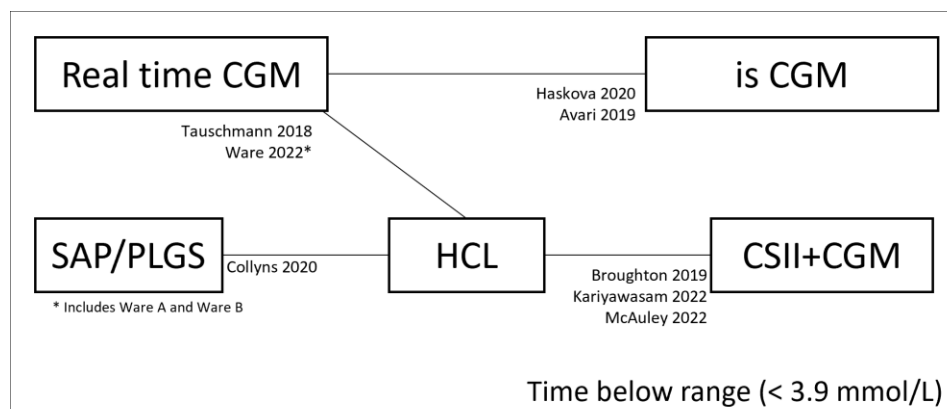 Real time CGM
is CGM
Haskova 2020
Avari 2019
Tauschmann 2018
Ware 2022*
SAP/PLGS
Collyns 2020
HCL
CSII+CGM
Broughton 2019
Kariyawasam 2022
McAuley 2022
* Includes Ware A and Ware B
Time below range (< 3.9 mmol/L)